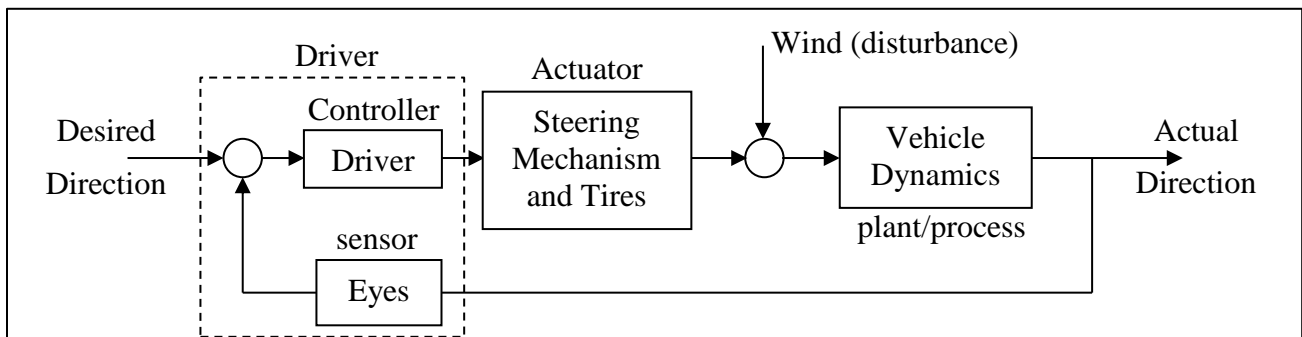 Wind (disturbance)
Driver
Actuator
Controller
Desired
Direction
Driver
Steering
Mechanism
and Tires
Vehicle
Dynamics
Actual
Direction
plant/process
sensor
Eyes